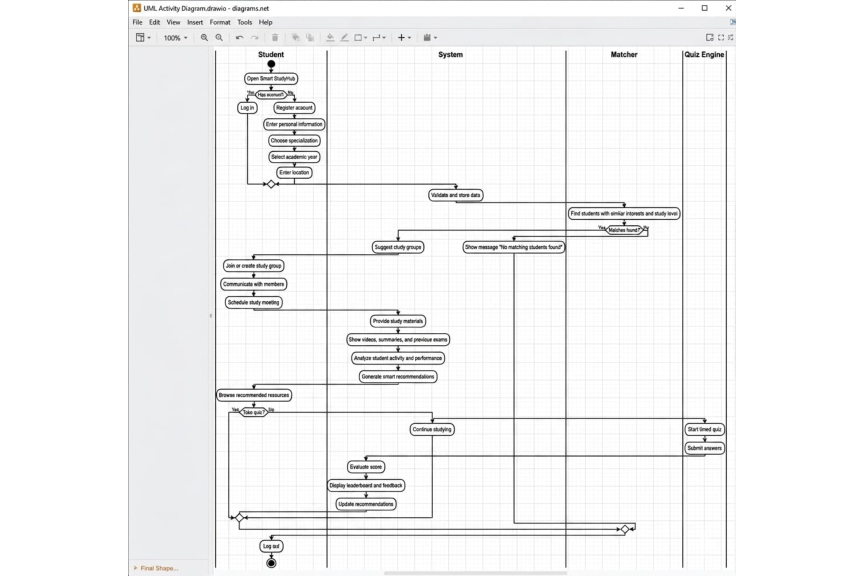 UML Activity Diagram.drawio - diagrams.net
File Edit View Insert Format Tools Help
100%
Student System Matcher Quiz Engine
Open Smart StudyHub
Has account?
Log in
Register account
Enter personal information
Choose specialization
Select academic year
Enter location
Validate and store data
Find students with similar interests and study level
Yes Matches found?
Suggest study groups
Show message "No matching students found"
Join or create study group
Communicate with members
Schedule study meeting
Provide study materials
Show videos, summaries, and previous exams
Analyze student activity and performance
Generate smart recommendations
Browse recommended resources
Yes Take quiz? No
Continue studying
Start timed quiz
Submit answers
Evaluate score
Display leaderboard and feedback
Update recommendations
Log out
Final Shape...